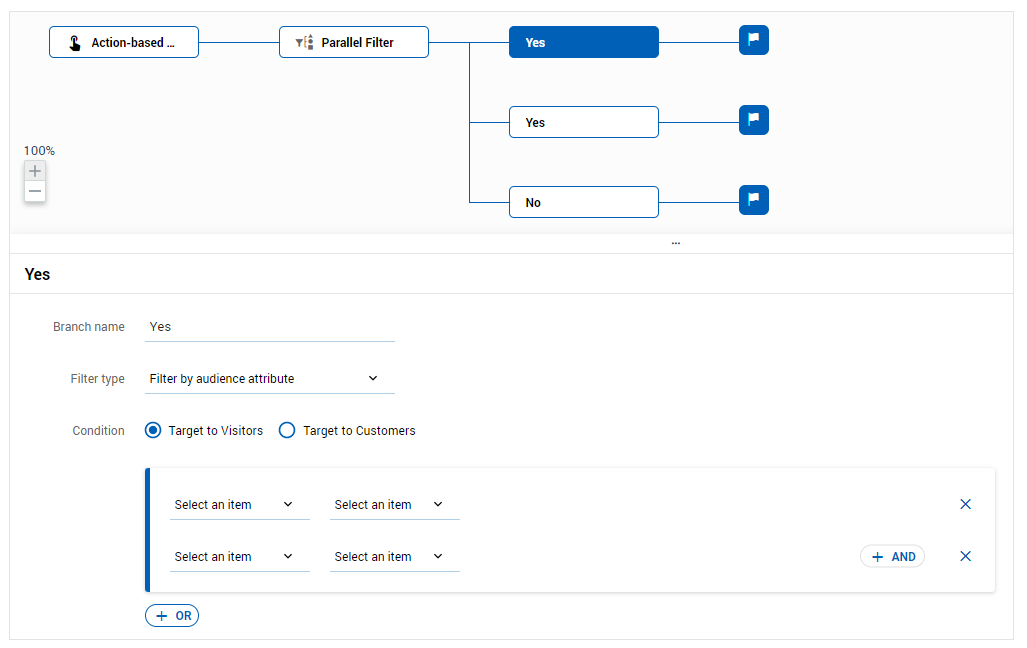 Action-based ...
Parallel Filter
Yes
Yes
100%
No
...
Yes
Branch name Yes
Filter type Filter by audience attribute
Condition Target to Visitors Target to Customers
Select an item Select an item
Select an item Select an item + AND
+ OR